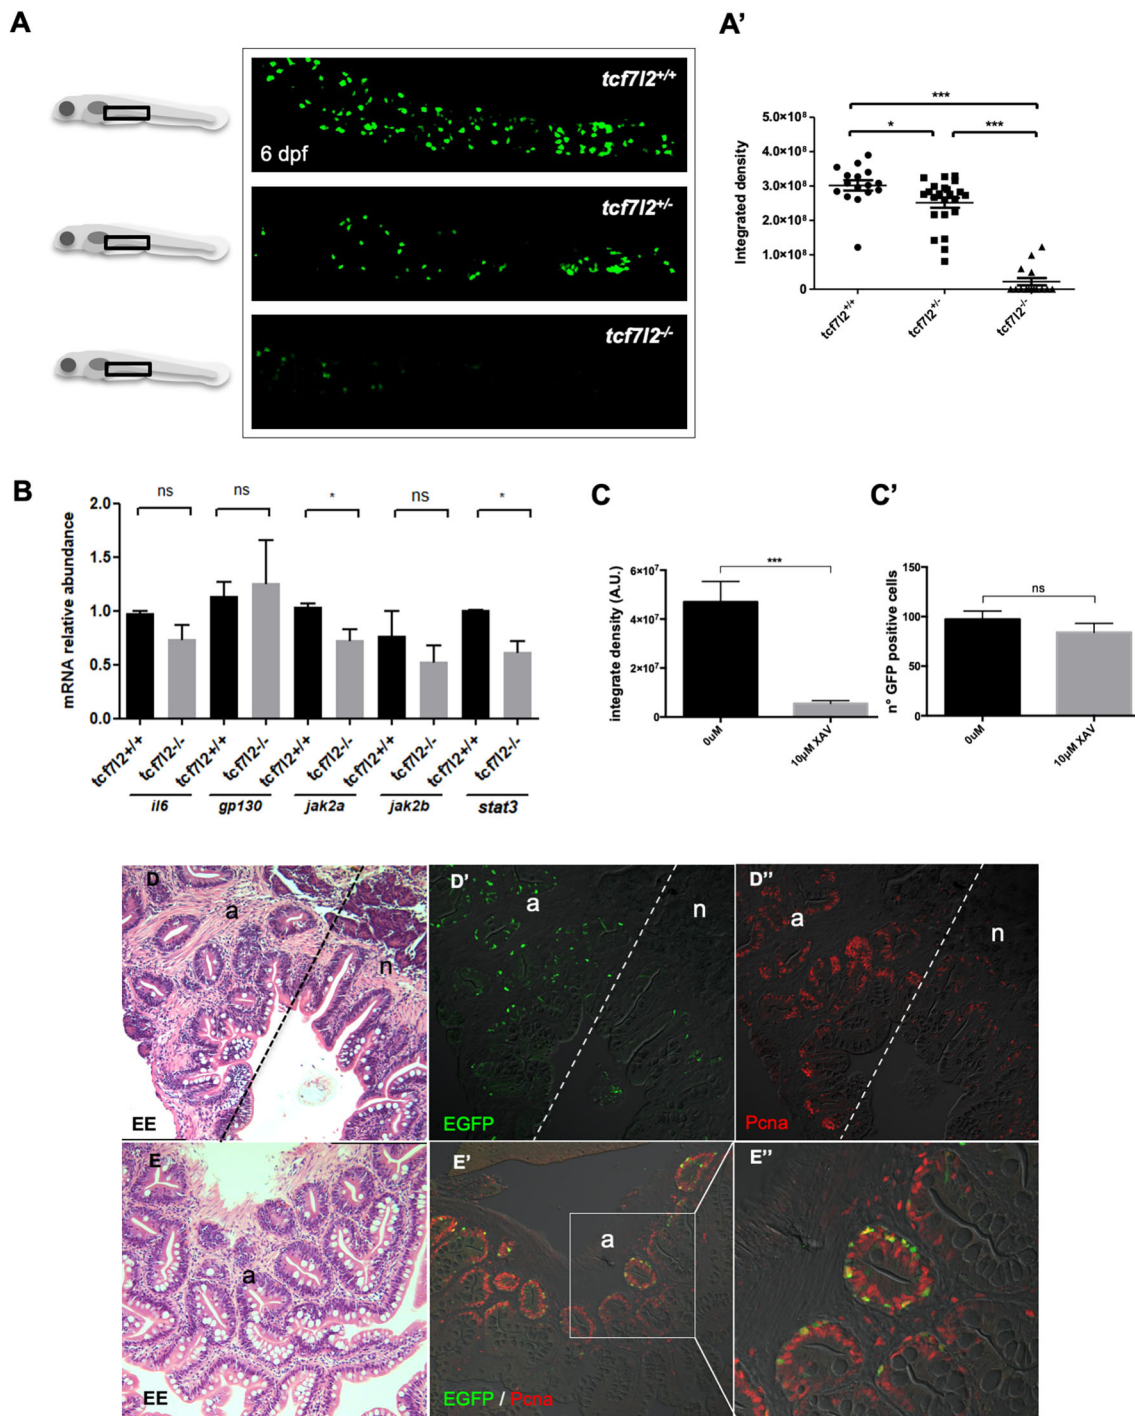 A
tcf7l2+/+
6 dpf
tcf7l2+/-
tcf7l2-/-
A'
***
*
***
Integrated density
5.0×10⁸
4.0×10⁸
3.0×10⁸
2.0×10⁸
1.0×10⁸
0
tcf7l2+/+
tcf7l2+/-
tcf7l2-/-
B
mRNA relative abundance
2.0
1.5
1.0
0.5
0.0
ns
ns
*
ns
*
tcf7l2+/+
tcf7l2-/-
tcf7l2+/+
tcf7l2-/-
tcf7l2+/+
tcf7l2-/-
tcf7l2+/+
tcf7l2-/-
tcf7l2+/+
tcf7l2-/-
il6
gp130
jak2a
jak2b
stat3
C
integrate density (A.U.)
6×10⁷
4×10⁷
2×10⁷
0
***
0uM
10µM XAV
C'
n° GFP positive cells
150
100
50
0
ns
0uM
10µM XAV
D
a
n
EE
D'
a
n
EGFP
D''
a
n
Pcna
E
a
EE
E'
a
EGFP / Pcna
E''